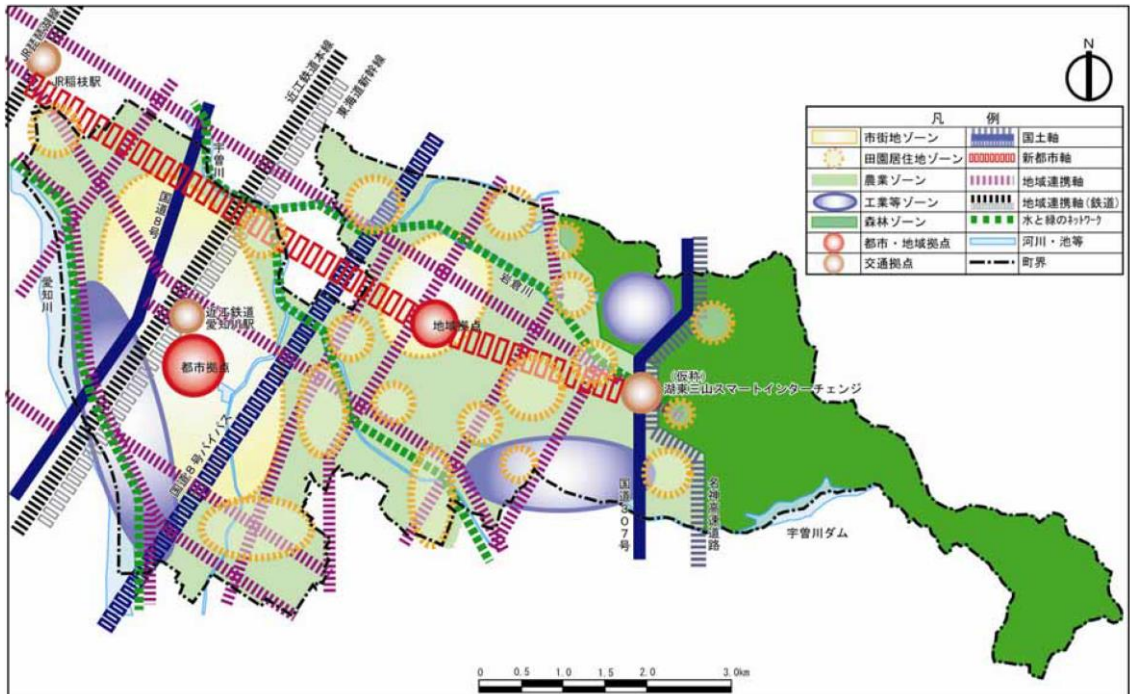 JR琵琶湖線
JR稲枝駅
近江鉄道本線
東海道新幹線
宇曽川
国道8号
愛知川
近江鉄道
愛知川駅
都市拠点
地域拠点
岩倉川
(仮称)
湖東三山スマートインターチェンジ
国道8号バイパス
国道307号
名神高速道路
宇曽川ダム
N
凡 例
市街地ゾーン 国土軸
田園居住地ゾーン 新都市軸
農業ゾーン 地域連携軸
工業等ゾーン 地域連携軸(鉄道)
森林ゾーン 水と緑のネットワーク
都市・地域拠点 河川・池等
交通拠点 町界
0 0.5 1.0 1.5 2.0 3.0km